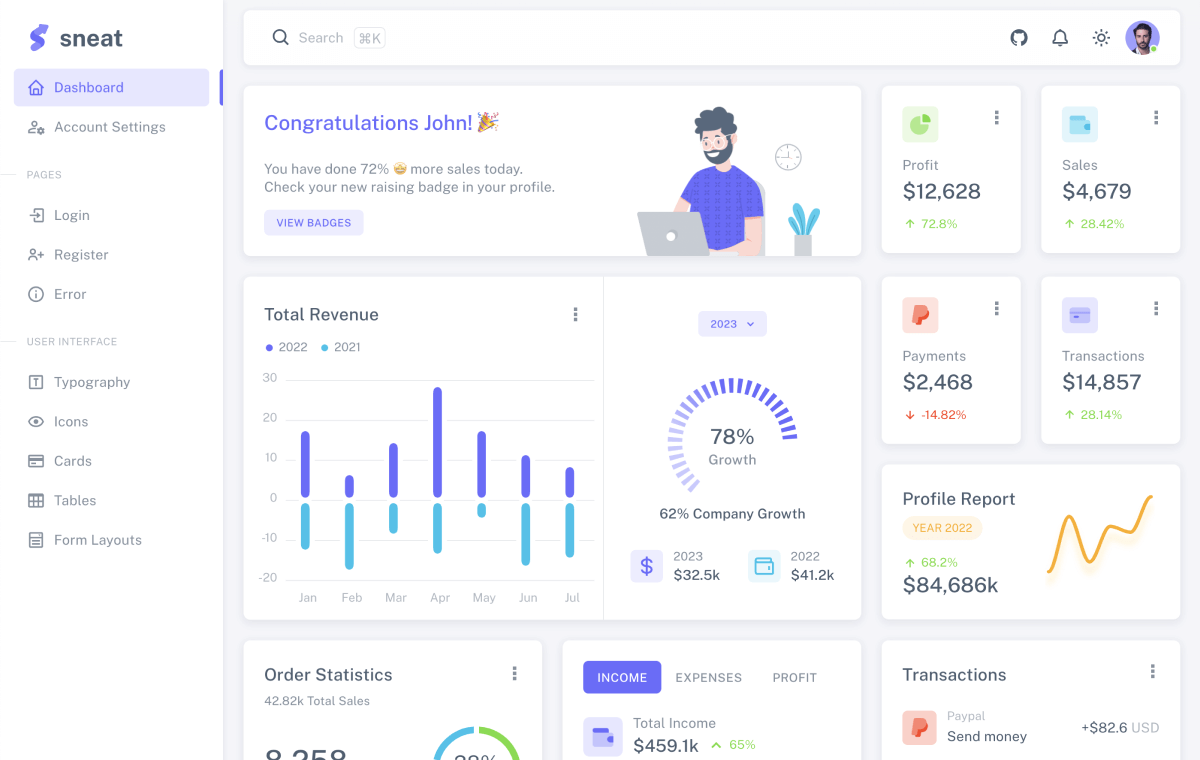 sneat
Dashboard
Account Settings
PAGES
Login
Register
Error
USER INTERFACE
Typography
Icons
Cards
Tables
Form Layouts
Search ⌘K
Congratulations John! 🎉
You have done 72% 🤩 more sales today.
Check your new raising badge in your profile.
VIEW BADGES
Profit
$12,628
72.8%
Sales
$4,679
28.42%
Total Revenue
2022 2021
30
20
10
0
-10
-20
Jan Feb Mar Apr May Jun Jul
2023
78%
Growth
62% Company Growth
2023
$32.5k
2022
$41.2k
Payments
$2,468
-14.82%
Transactions
$14,857
28.14%
Profile Report
YEAR 2022
68.2%
$84,686k
Order Statistics
42.82k Total Sales
8,258
38%
INCOME EXPENSES PROFIT
Total Income
$459.1k 65%
Transactions
Paypal
Send money
+$82.6 USD